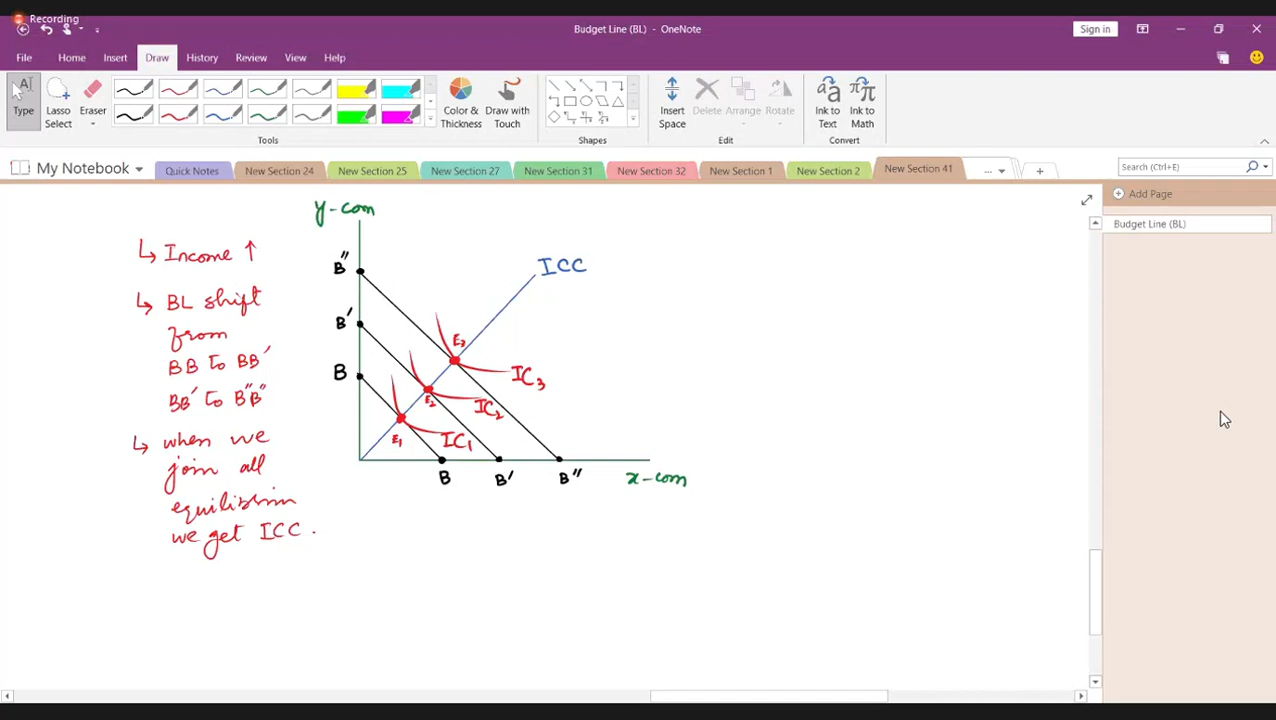 Recording
Budget Line (BL) - OneNote
Sign in
File Home Insert Draw History Review View Help
Type
Lasso Select
Eraser
Color & Thickness
Draw with Touch
Insert Space
Delete
Arrange
Rotate
Ink to Text
Ink to Math
Tools
Shapes
Edit
Convert
My Notebook
Quick Notes
New Section 24
New Section 25
New Section 27
New Section 31
New Section 32
New Section 1
New Section 2
New Section 41
...
Search (Ctrl+E)
Add Page
Budget Line (BL)
↳ Income ↑
↳ BL shift
from
BB to BB'
BB' to B"B"
↳ when we
join all
we get ICC.
y-com
B"
B'
B
ICC
IC3
E2
IC2
E1
IC1
B
B'
B"
x-com